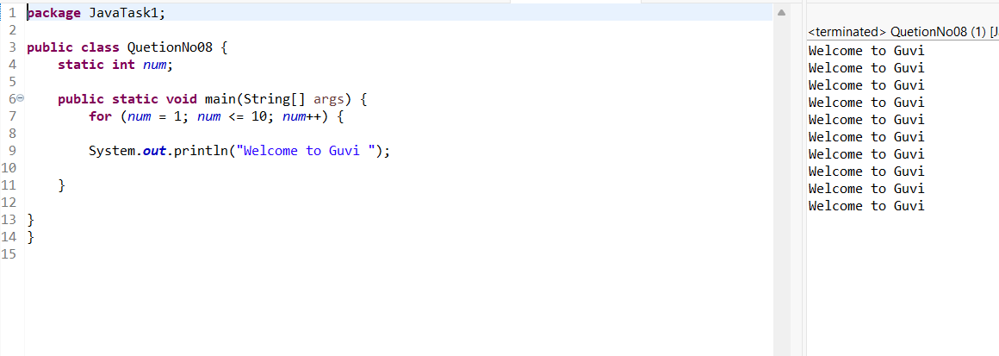 1 package JavaTask1;
2
3 public class QuetionNo08 {
4     static int num;
5
6     public static void main(String[] args) {
7         for (num = 1; num <= 10; num++) {
8
9         System.out.println("Welcome to Guvi ");
10
11     }
12
13 }
14 }
15
<terminated> QuetionNo08 (1) [J
Welcome to Guvi
Welcome to Guvi
Welcome to Guvi
Welcome to Guvi
Welcome to Guvi
Welcome to Guvi
Welcome to Guvi
Welcome to Guvi
Welcome to Guvi
Welcome to Guvi